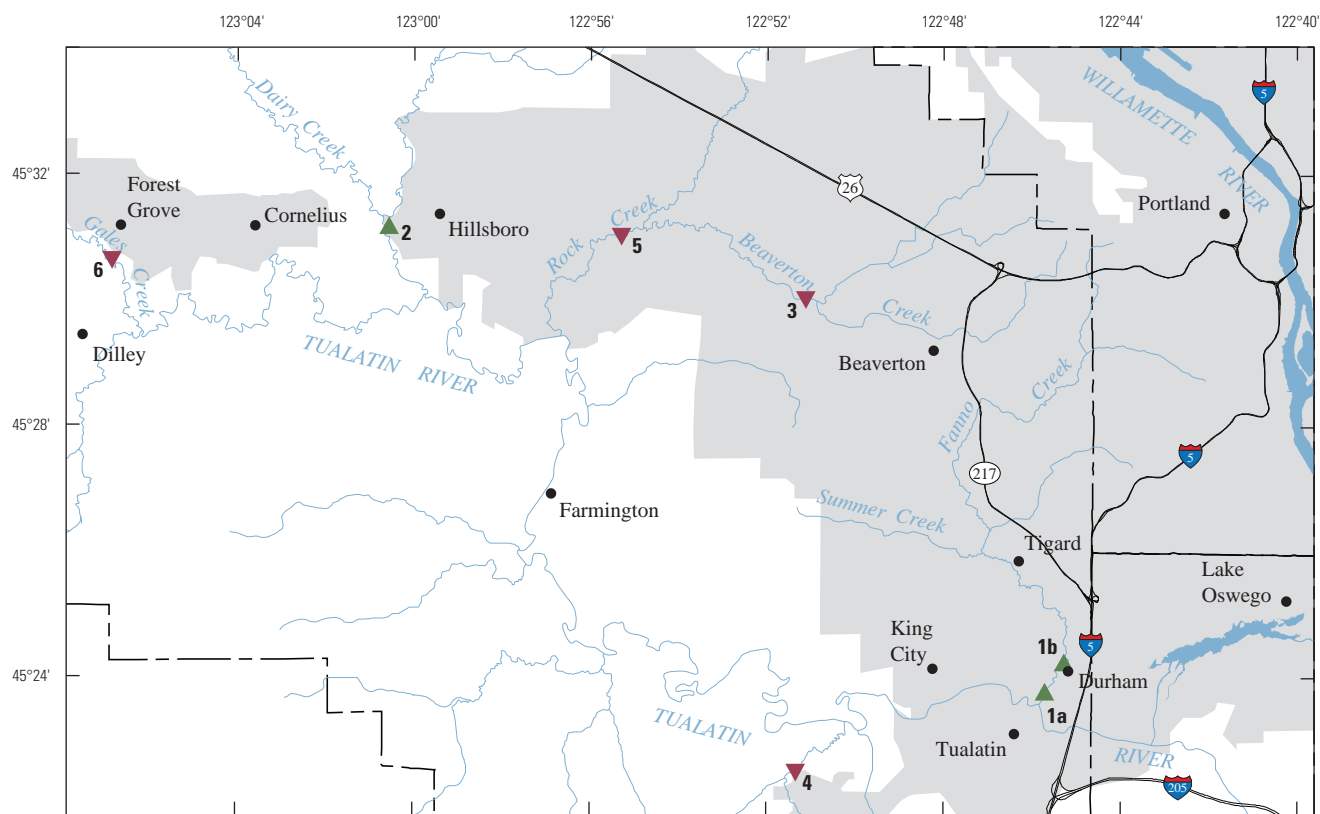 123°04'
123°00'
122°56'
122°52'
122°48'
122°44'
122°40'
45°32'
45°28'
45°24'
Dairy Creek
WILLAMETTE
RIVER
5
26
Forest
Grove
Cornelius
2
Hillsboro
Rock Creek
5
Portland
Gales
Creek
6
Beaverton
Creek
3
Dilley
TUALATIN RIVER
Beaverton
Fanno
Creek
5
217
Farmington
Summer Creek
Tigard
Lake
Oswego
King
City
1b
5
Durham
1a
TUALATIN
Tualatin
RIVER
4
205